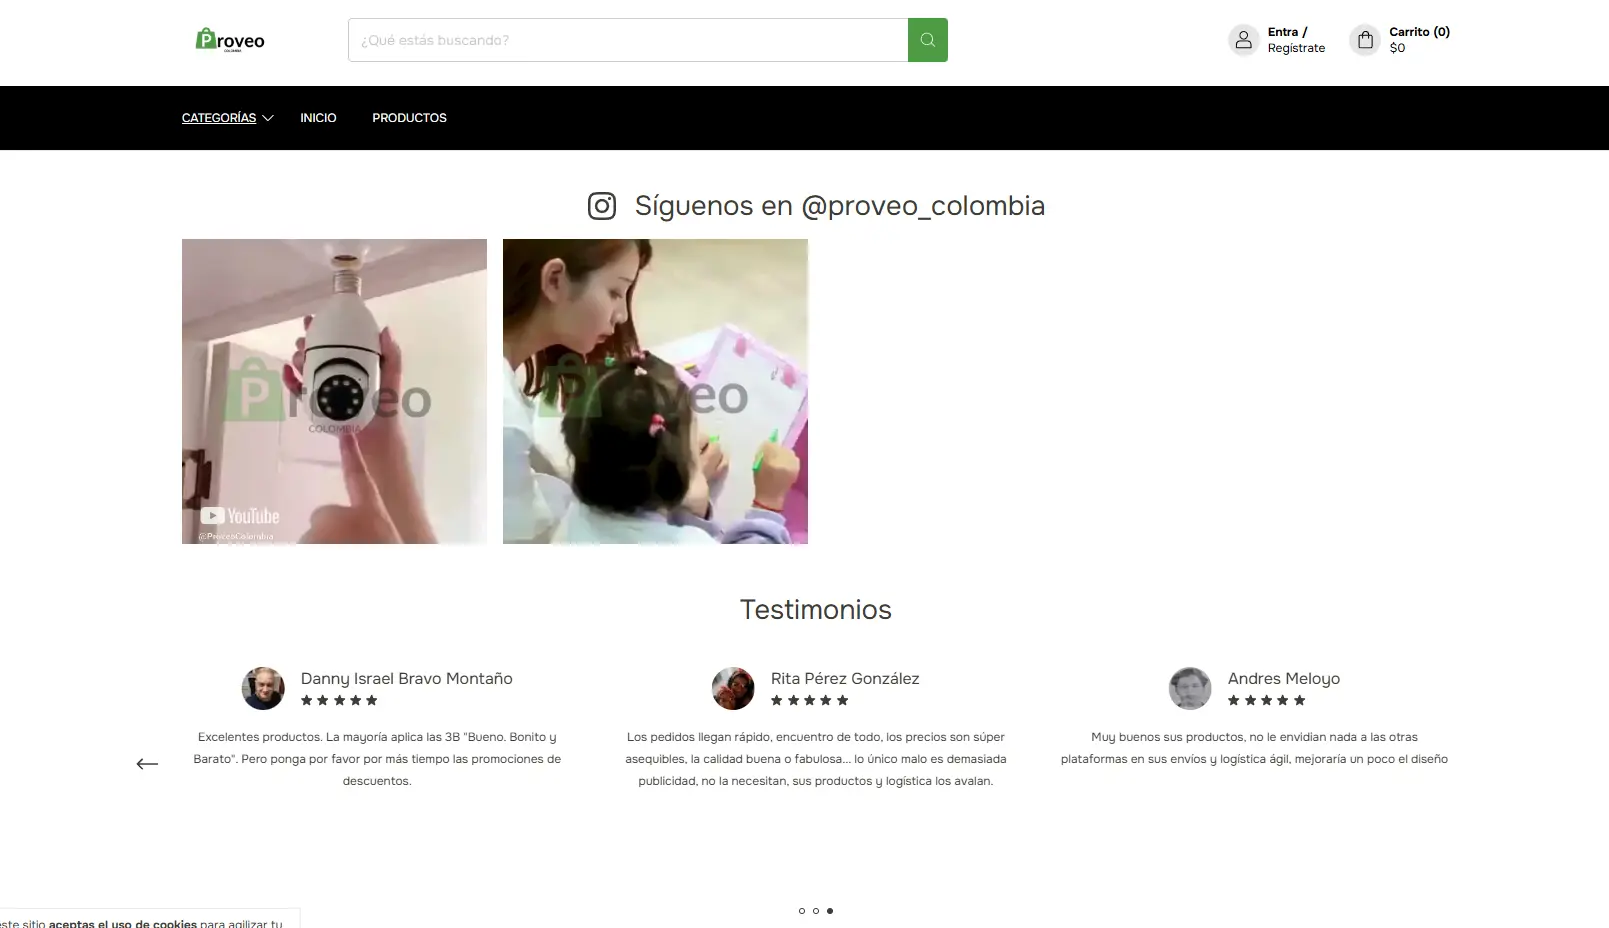 Proveo
COLOMBIA
¿Qué estás buscando?
Entra /
Regístrate
Carrito (0)
$0
CATEGORÍAS
INICIO
PRODUCTOS
Síguenos en @proveo_colombia
Proveo
COLOMBIA
YouTube
@ProveoColombia
Proveo
Testimonios
Danny Israel Bravo Montaño
Rita Pérez González
Andres Meloyo
Excelentes productos. La mayoría aplica las 3B "Bueno. Bonito y
Barato". Pero ponga por favor por más tiempo las promociones de
descuentos.
Los pedidos llegan rápido, encuentro de todo, los precios son súper
asequibles, la calidad buena o fabulosa... lo único malo es demasiada
publicidad, no la necesitan, sus productos y logística los avalan.
Muy buenos sus productos, no le envidian nada a las otras
plataformas en sus envíos y logística ágil, mejoraría un poco el diseño
este sitio aceptas el uso de cookies para agilizar tu